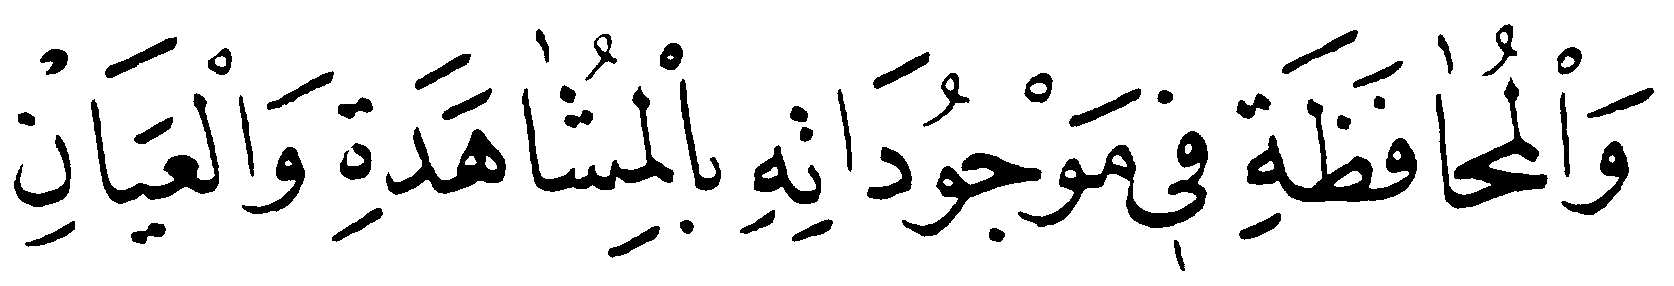 وَالْمُحَافَظَةِ فِي مَوْجُودَاتِهِ بِالْمُشَاهَدَةِ وَالْعَيَانِ